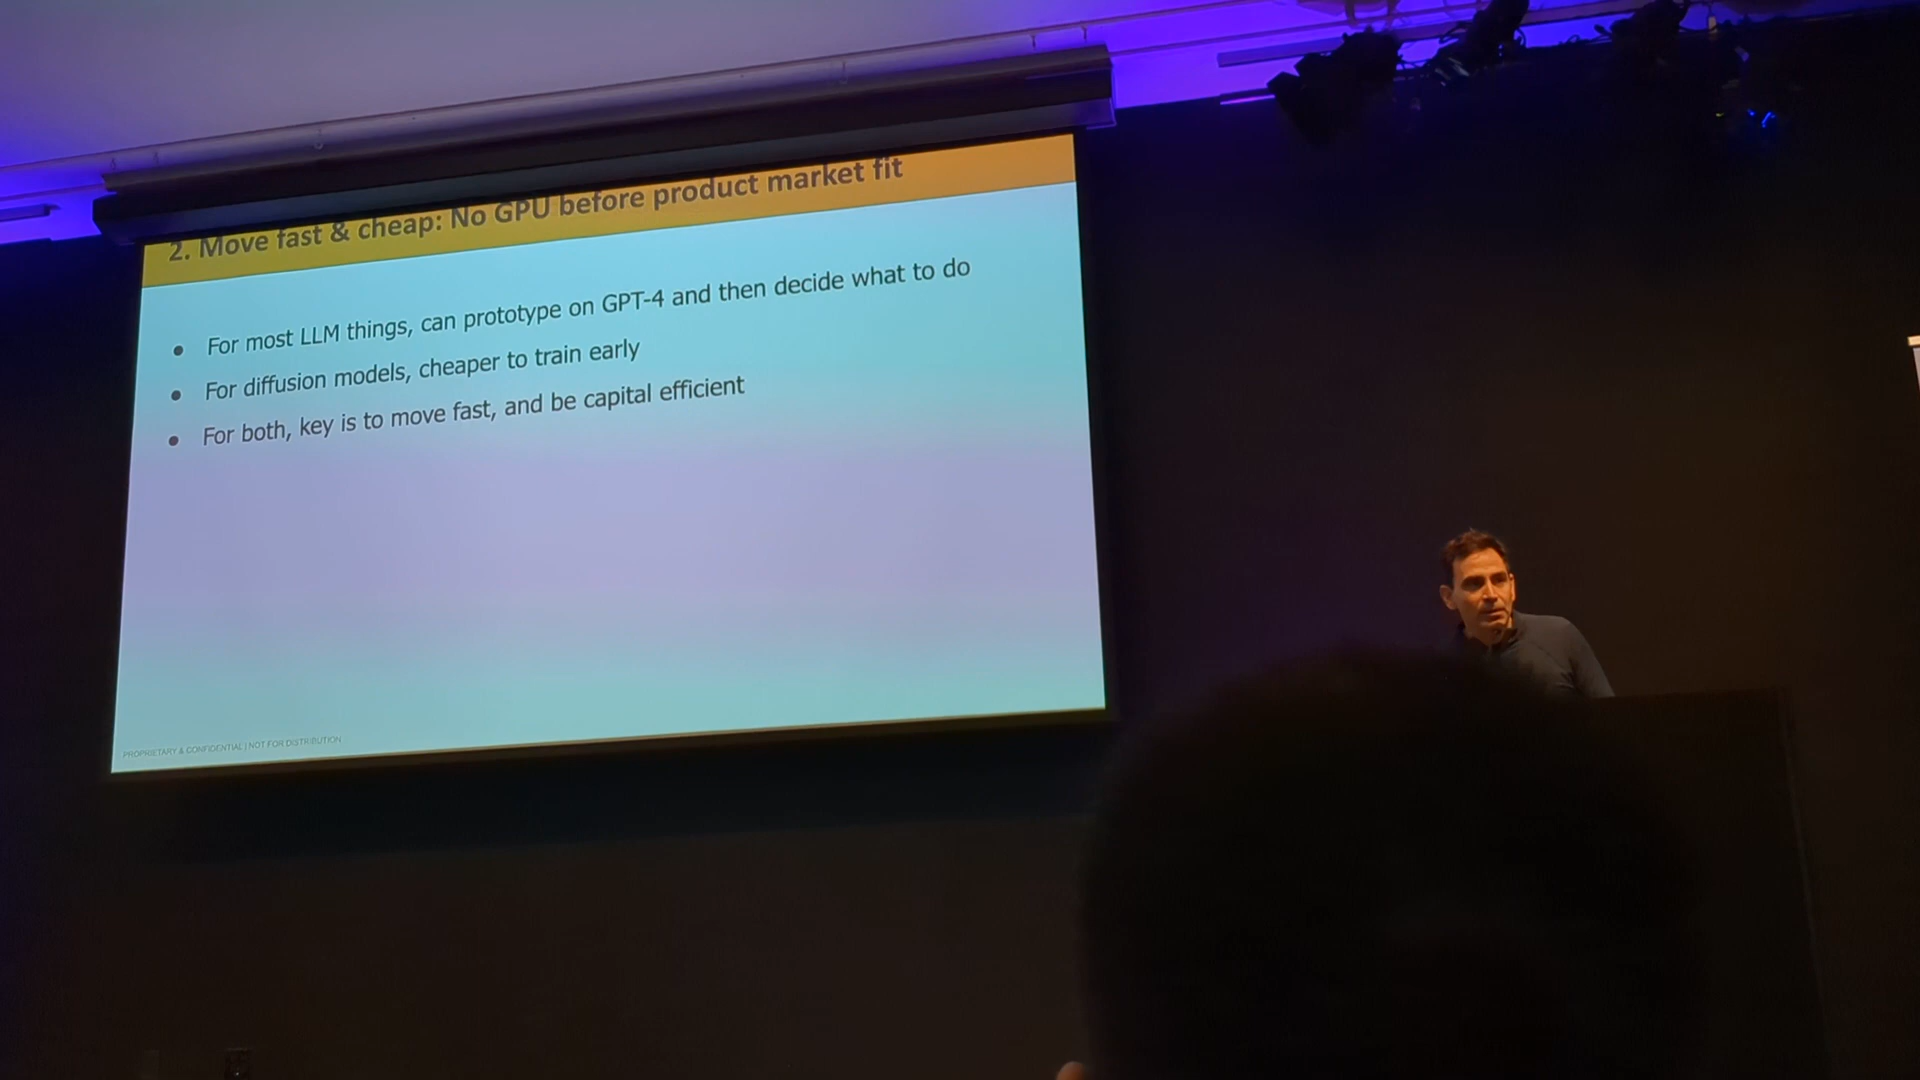 2. Move fast & cheap: No GPU before product market fit
● For most LLM things, can prototype on GPT-4 and then decide what to do
● For diffusion models, cheaper to train early
● For both, key is to move fast, and be capital efficient
PROPRIETARY & CONFIDENTIAL | NOT FOR DISTRIBUTION